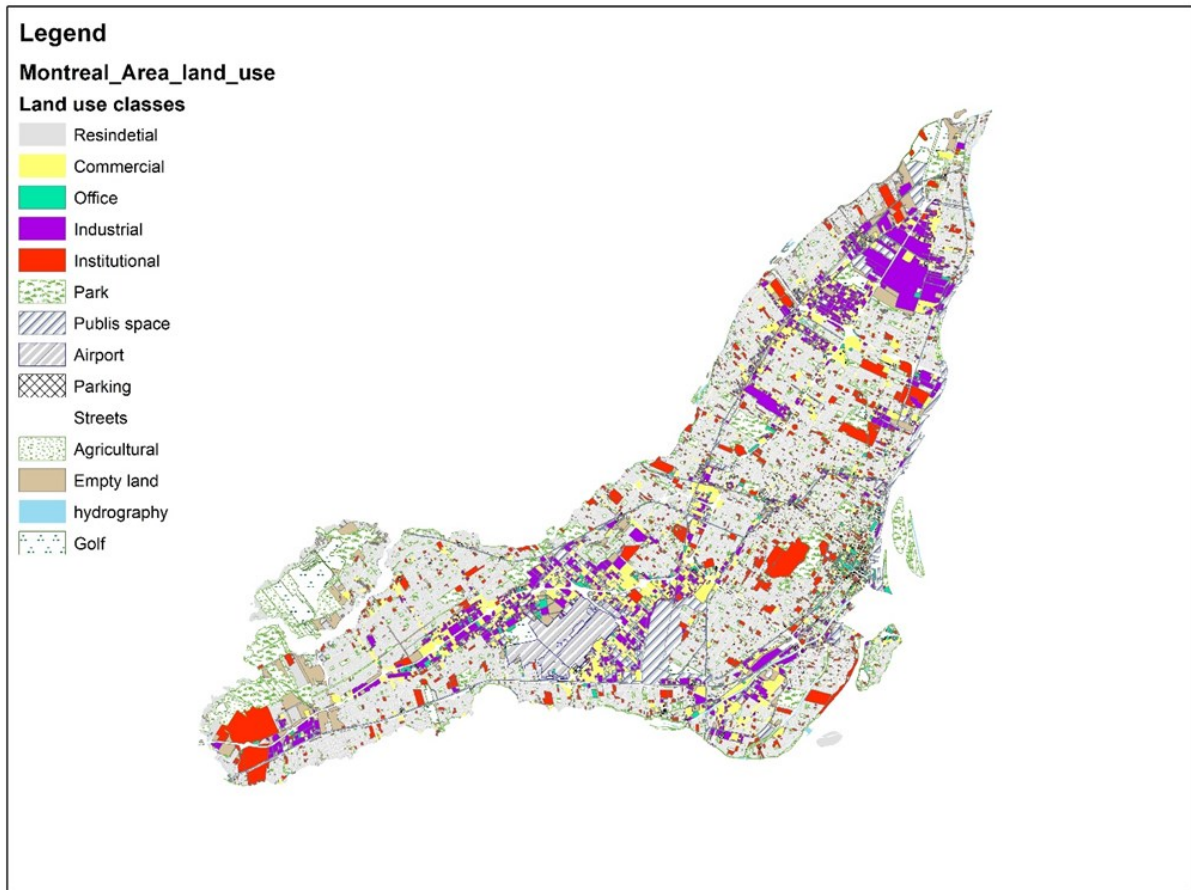 Legend
Montreal_Area_land_use
Land use classes
Resindetial
Commercial
Office
Industrial
Institutional
Park
Publis space
Airport
Parking
Streets
Agricultural
Empty land
hydrography
Golf